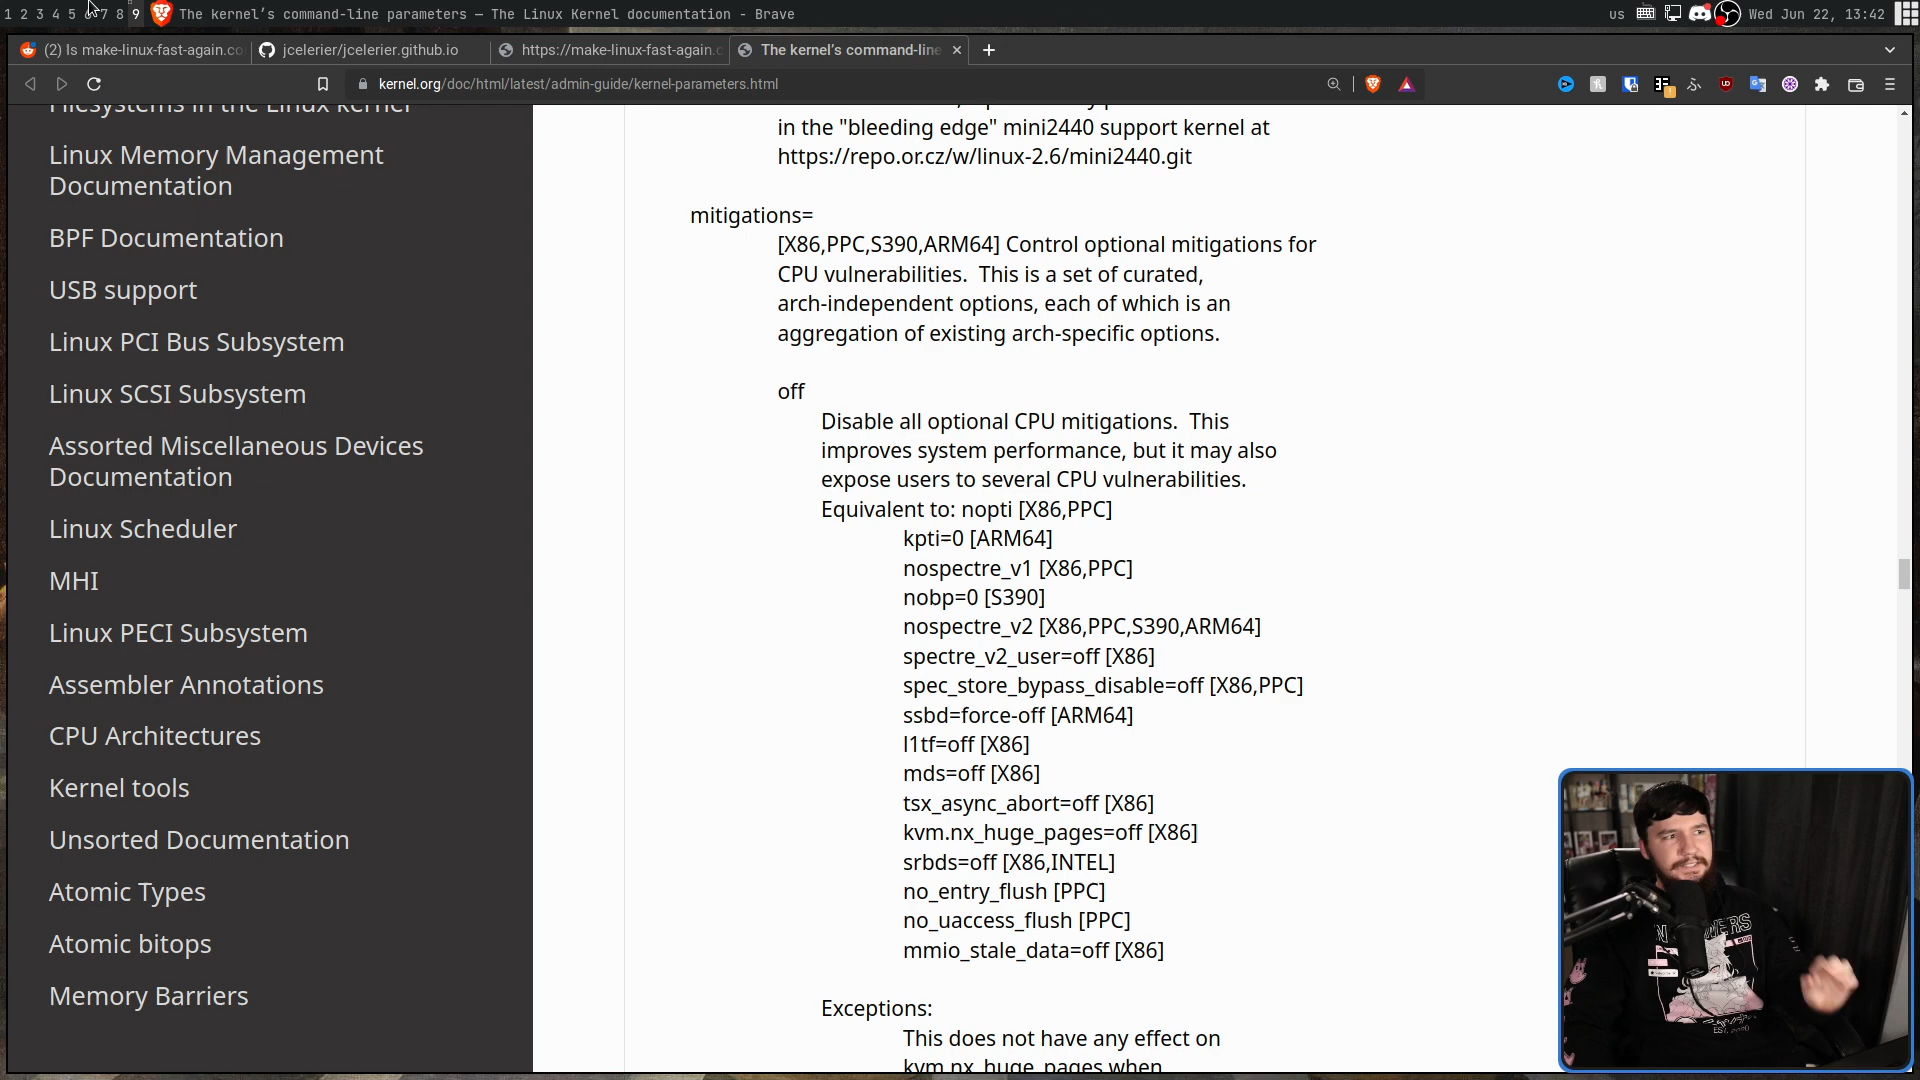 1 2 3 4 5 7 8 9 The kernel’s command-line parameters — The Linux Kernel documentation - Brave
us Wed Jun 22, 13:42
(2) Is make-linux-fast-again.co
jcelerier/jcelerier.github.io
https://make-linux-fast-again.c
The kernel’s command-line
kernel.org/doc/html/latest/admin-guide/kernel-parameters.html
Filesystems in the Linux kernel
Linux Memory Management
Documentation
BPF Documentation
USB support
Linux PCI Bus Subsystem
Linux SCSI Subsystem
Assorted Miscellaneous Devices
Documentation
Linux Scheduler
MHI
Linux PECI Subsystem
Assembler Annotations
CPU Architectures
Kernel tools
Unsorted Documentation
Atomic Types
Atomic bitops
Memory Barriers
in the "bleeding edge" mini2440 support kernel at
https://repo.or.cz/w/linux-2.6/mini2440.git
mitigations=
[X86,PPC,S390,ARM64] Control optional mitigations for
CPU vulnerabilities.  This is a set of curated,
arch-independent options, each of which is an
aggregation of existing arch-specific options.
off
Disable all optional CPU mitigations.  This
improves system performance, but it may also
expose users to several CPU vulnerabilities.
Equivalent to: nopti [X86,PPC]
kpti=0 [ARM64]
nospectre_v1 [X86,PPC]
nobp=0 [S390]
nospectre_v2 [X86,PPC,S390,ARM64]
spectre_v2_user=off [X86]
spec_store_bypass_disable=off [X86,PPC]
ssbd=force-off [ARM64]
l1tf=off [X86]
mds=off [X86]
tsx_async_abort=off [X86]
kvm.nx_huge_pages=off [X86]
srbds=off [X86,INTEL]
no_entry_flush [PPC]
no_uaccess_flush [PPC]
mmio_stale_data=off [X86]
Exceptions:
This does not have any effect on
kvm.nx_huge_pages when